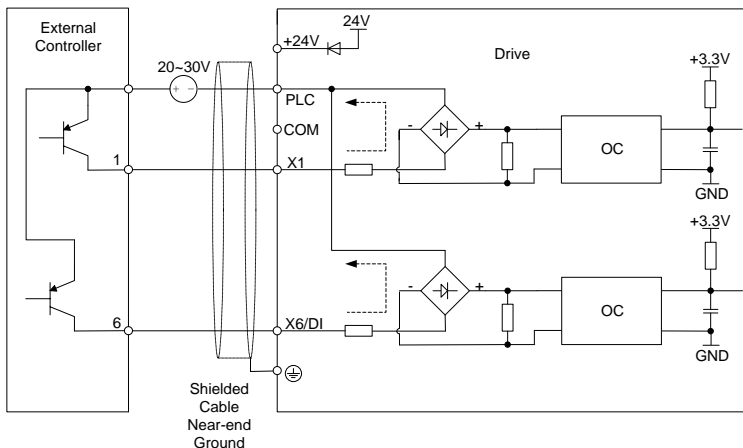 External
Controller
20~30V
+ -
1
6
Shielded
Cable
Near-end
Ground
24V
+24V
Drive
PLC
COM
X1
- +
OC
+3.3V
GND
X6/DI
- +
OC
+3.3V
GND